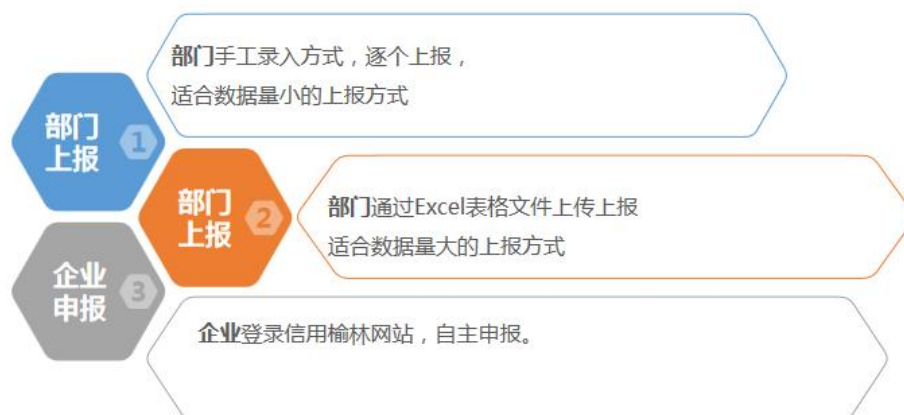 部门手工录入方式，逐个上报，
适合数据量小的上报方式
部门
上报
1
部门
上报
2
部门通过Excel表格文件上传上报
适合数据量大的上报方式
企业
申报
3
企业登录信用榆林网站，自主申报。